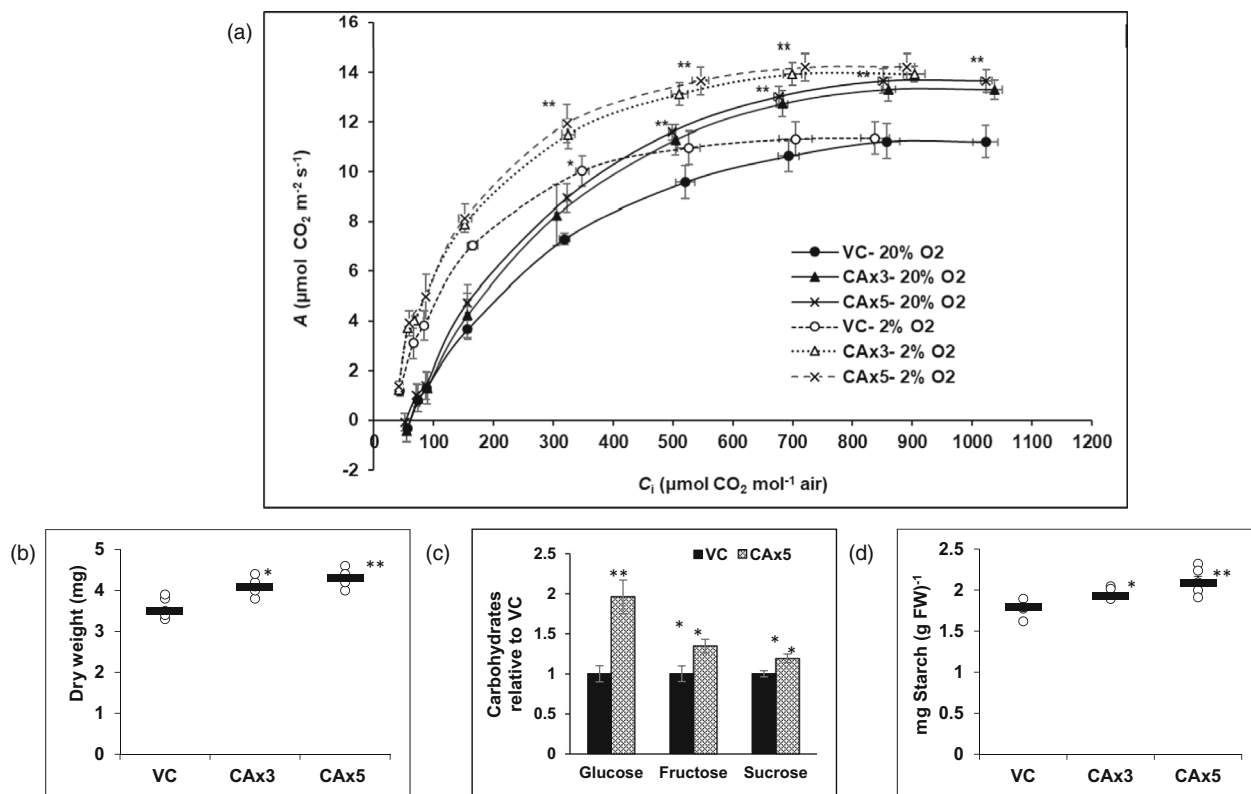 (a)
16
14
12
10
8
6
4
2
0
-2
A (μmol CO2 m-2 s-1)
0 100 200 300 400 500 600 700 800 900 1000 1100 1200
Ci (μmol CO2 mol-1 air)
** ** ** ** ** ** ** ** *
VC- 20% O2
CAx3- 20% O2
CAx5- 20% O2
VC- 2% O2
CAx3- 2% O2
CAx5- 2% O2
(b)
Dry weight (mg)
5
4
3
2
1
0
* **
VC CAx3 CAx5
(c)
Carbohydrates
relative to VC
2.5
2
1.5
1
0.5
0
VC CAx5
** * * * *
Glucose Fructose Sucrose
(d)
mg Starch (g FW)-1
2.5
2
1.5
1
0.5
0
* **
VC CAx3 CAx5